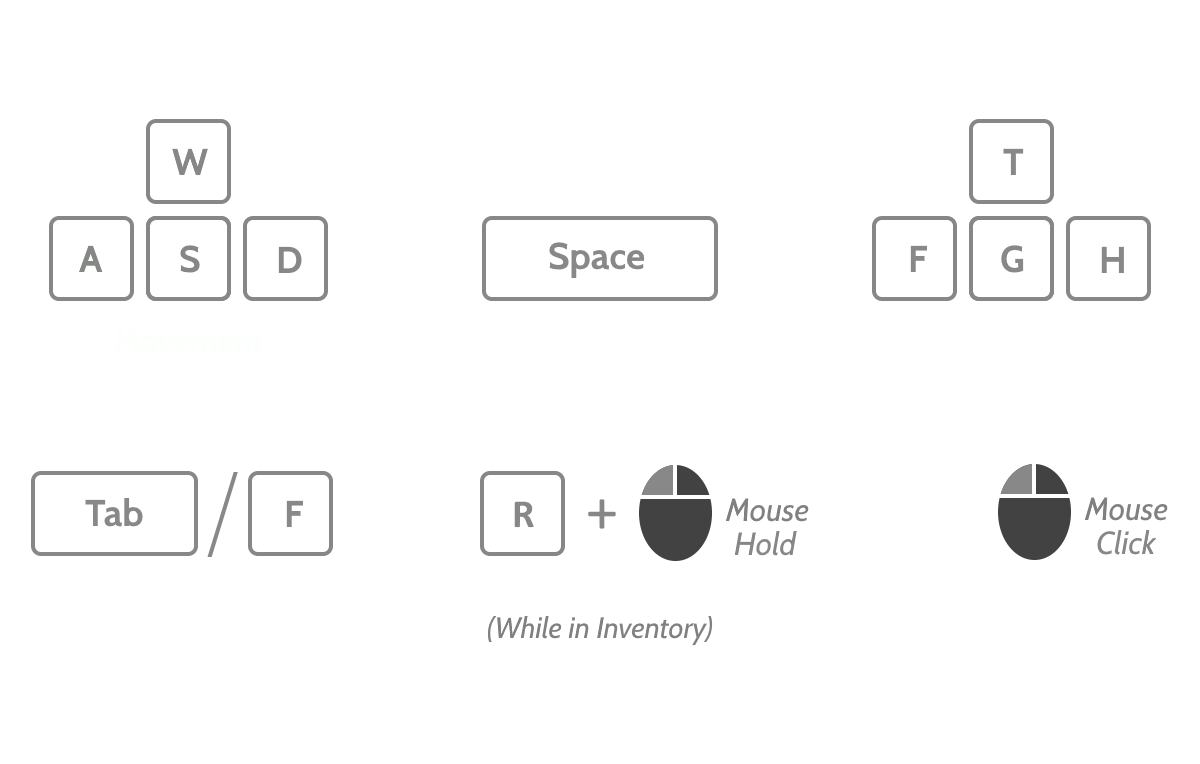 W
T
A S D
Space
F G H
Tab / F
R + Mouse Hold
Mouse Click
(While in Inventory)